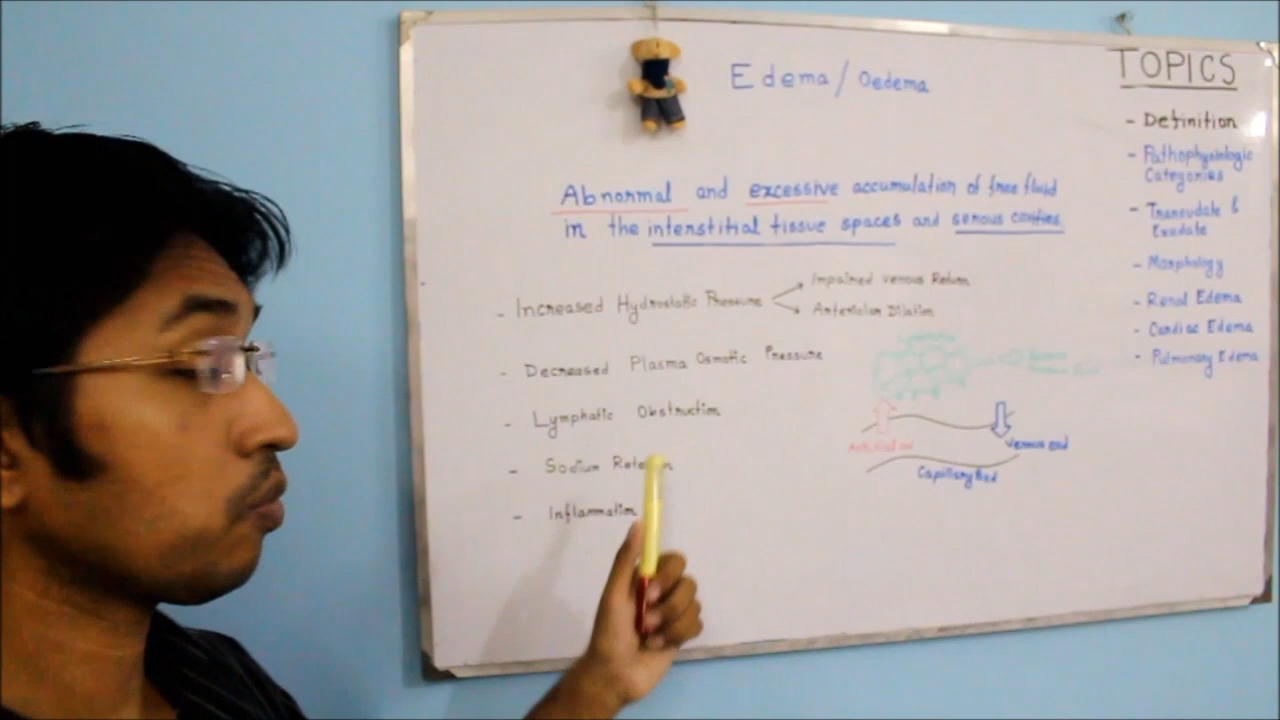 Edema/Oedema
Abnormal and excessive accumulation of free fluid
in the interstitial tissue spaces and serous cavities.
- Increased Hydrostatic Pressure
Impaired venous Return
Arteriolar Dilation
- Decreased Plasma Osmotic Pressure
- Lymphatic Obstruction
- Sodium
- Inflammation
Arterial end
Venous end
Capillary Bed
TOPICS
- Definition
- Pathophysiologic
Categories
- Transudate &
Exudate
- Morphology
- Renal Edema
- Cardiac Edema
- Pulmonary Edema